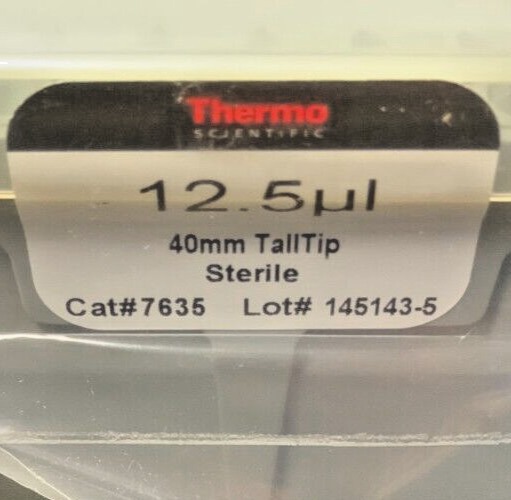 Thermo
SCIENTIFIC
12.5µl
40mm TallTip
Sterile
Cat#7635 Lot# 145143-5